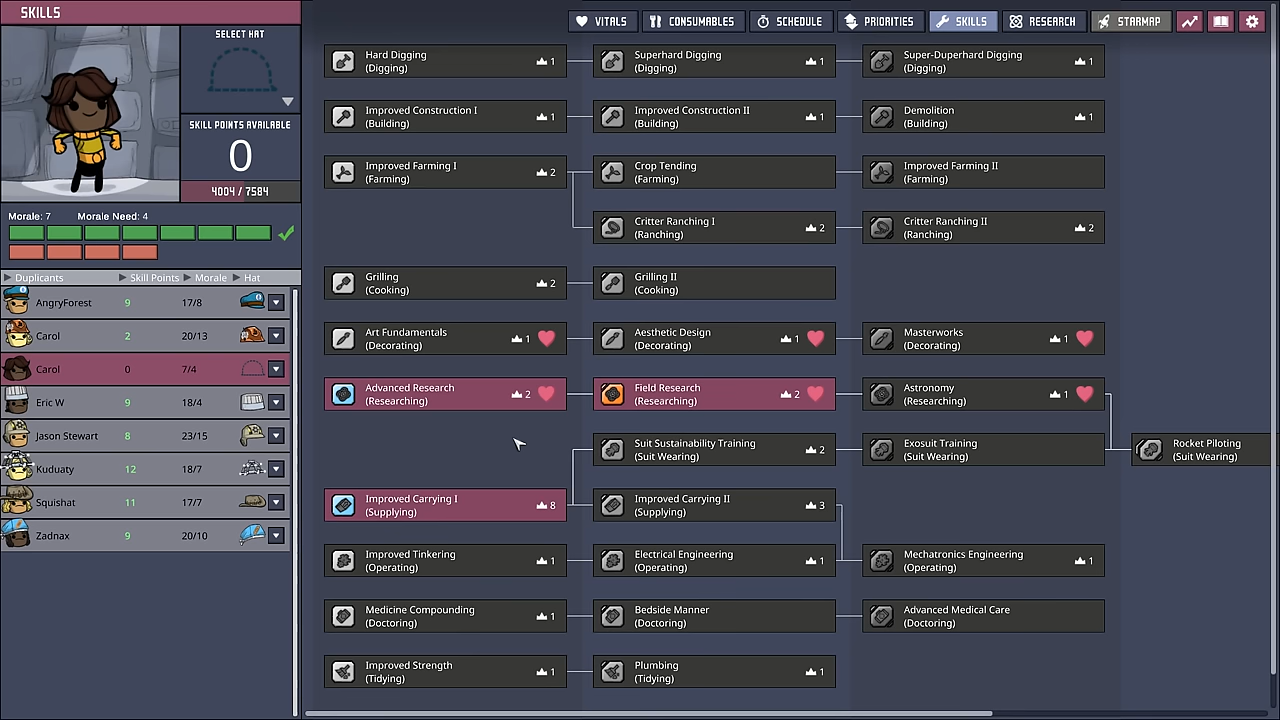 SKILLS
VITALS
CONSUMABLES
SCHEDULE
PRIORITIES
SKILLS
RESEARCH
STARMAP
SELECT HAT
SKILL POINTS AVAILABLE
0
4004 / 7584
Morale: 7 Morale Need: 4
Duplicants Skill Points Morale Hat
AngryForest 9 17/8
Carol 2 20/13
Carol 0 7/4
Eric W 9 18/4
Jason Stewart 8 23/15
Kuduaty 12 18/7
Squishat 11 17/7
Zadnax 9 20/10
Hard Digging
(Digging)
1
Superhard Digging
(Digging)
1
Super-Duperhard Digging
(Digging)
1
Improved Construction I
(Building)
1
Improved Construction II
(Building)
1
Demolition
(Building)
1
Improved Farming I
(Farming)
2
Crop Tending
(Farming)
Improved Farming II
(Farming)
Critter Ranching I
(Ranching)
2
Critter Ranching II
(Ranching)
2
Grilling
(Cooking)
2
Grilling II
(Cooking)
Art Fundamentals
(Decorating)
1
Aesthetic Design
(Decorating)
1
Masterworks
(Decorating)
1
Advanced Research
(Researching)
2
Field Research
(Researching)
2
Astronomy
(Researching)
1
Suit Sustainability Training
(Suit Wearing)
2
Exosuit Training
(Suit Wearing)
Rocket Piloting
(Suit Wearing)
Improved Carrying I
(Supplying)
8
Improved Carrying II
(Supplying)
3
Improved Tinkering
(Operating)
1
Electrical Engineering
(Operating)
1
Mechatronics Engineering
(Operating)
1
Medicine Compounding
(Doctoring)
1
Bedside Manner
(Doctoring)
Advanced Medical Care
(Doctoring)
Improved Strength
(Tidying)
1
Plumbing
(Tidying)
1